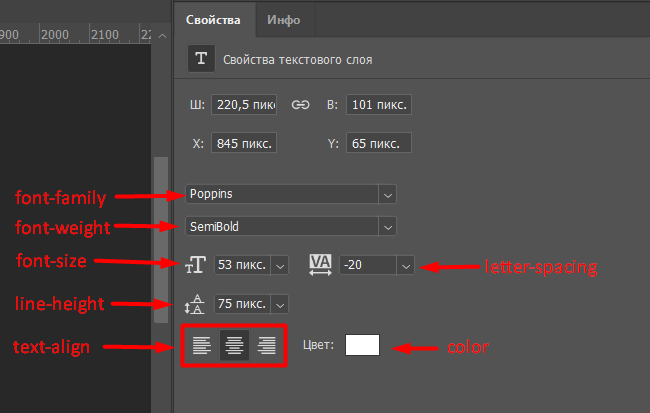 Свойства Инфо
900 2000 2100 22
Свойства текстового слоя
Ш: 220,5 пикс В: 101 пикс.
X: 845 пикс. Y: 65 пикс.
font-family Poppins
font-weight SemiBold
font-size 53 пикс. VA -20 letter-spacing
line-height 75 пикс.
text-align Цвет: color